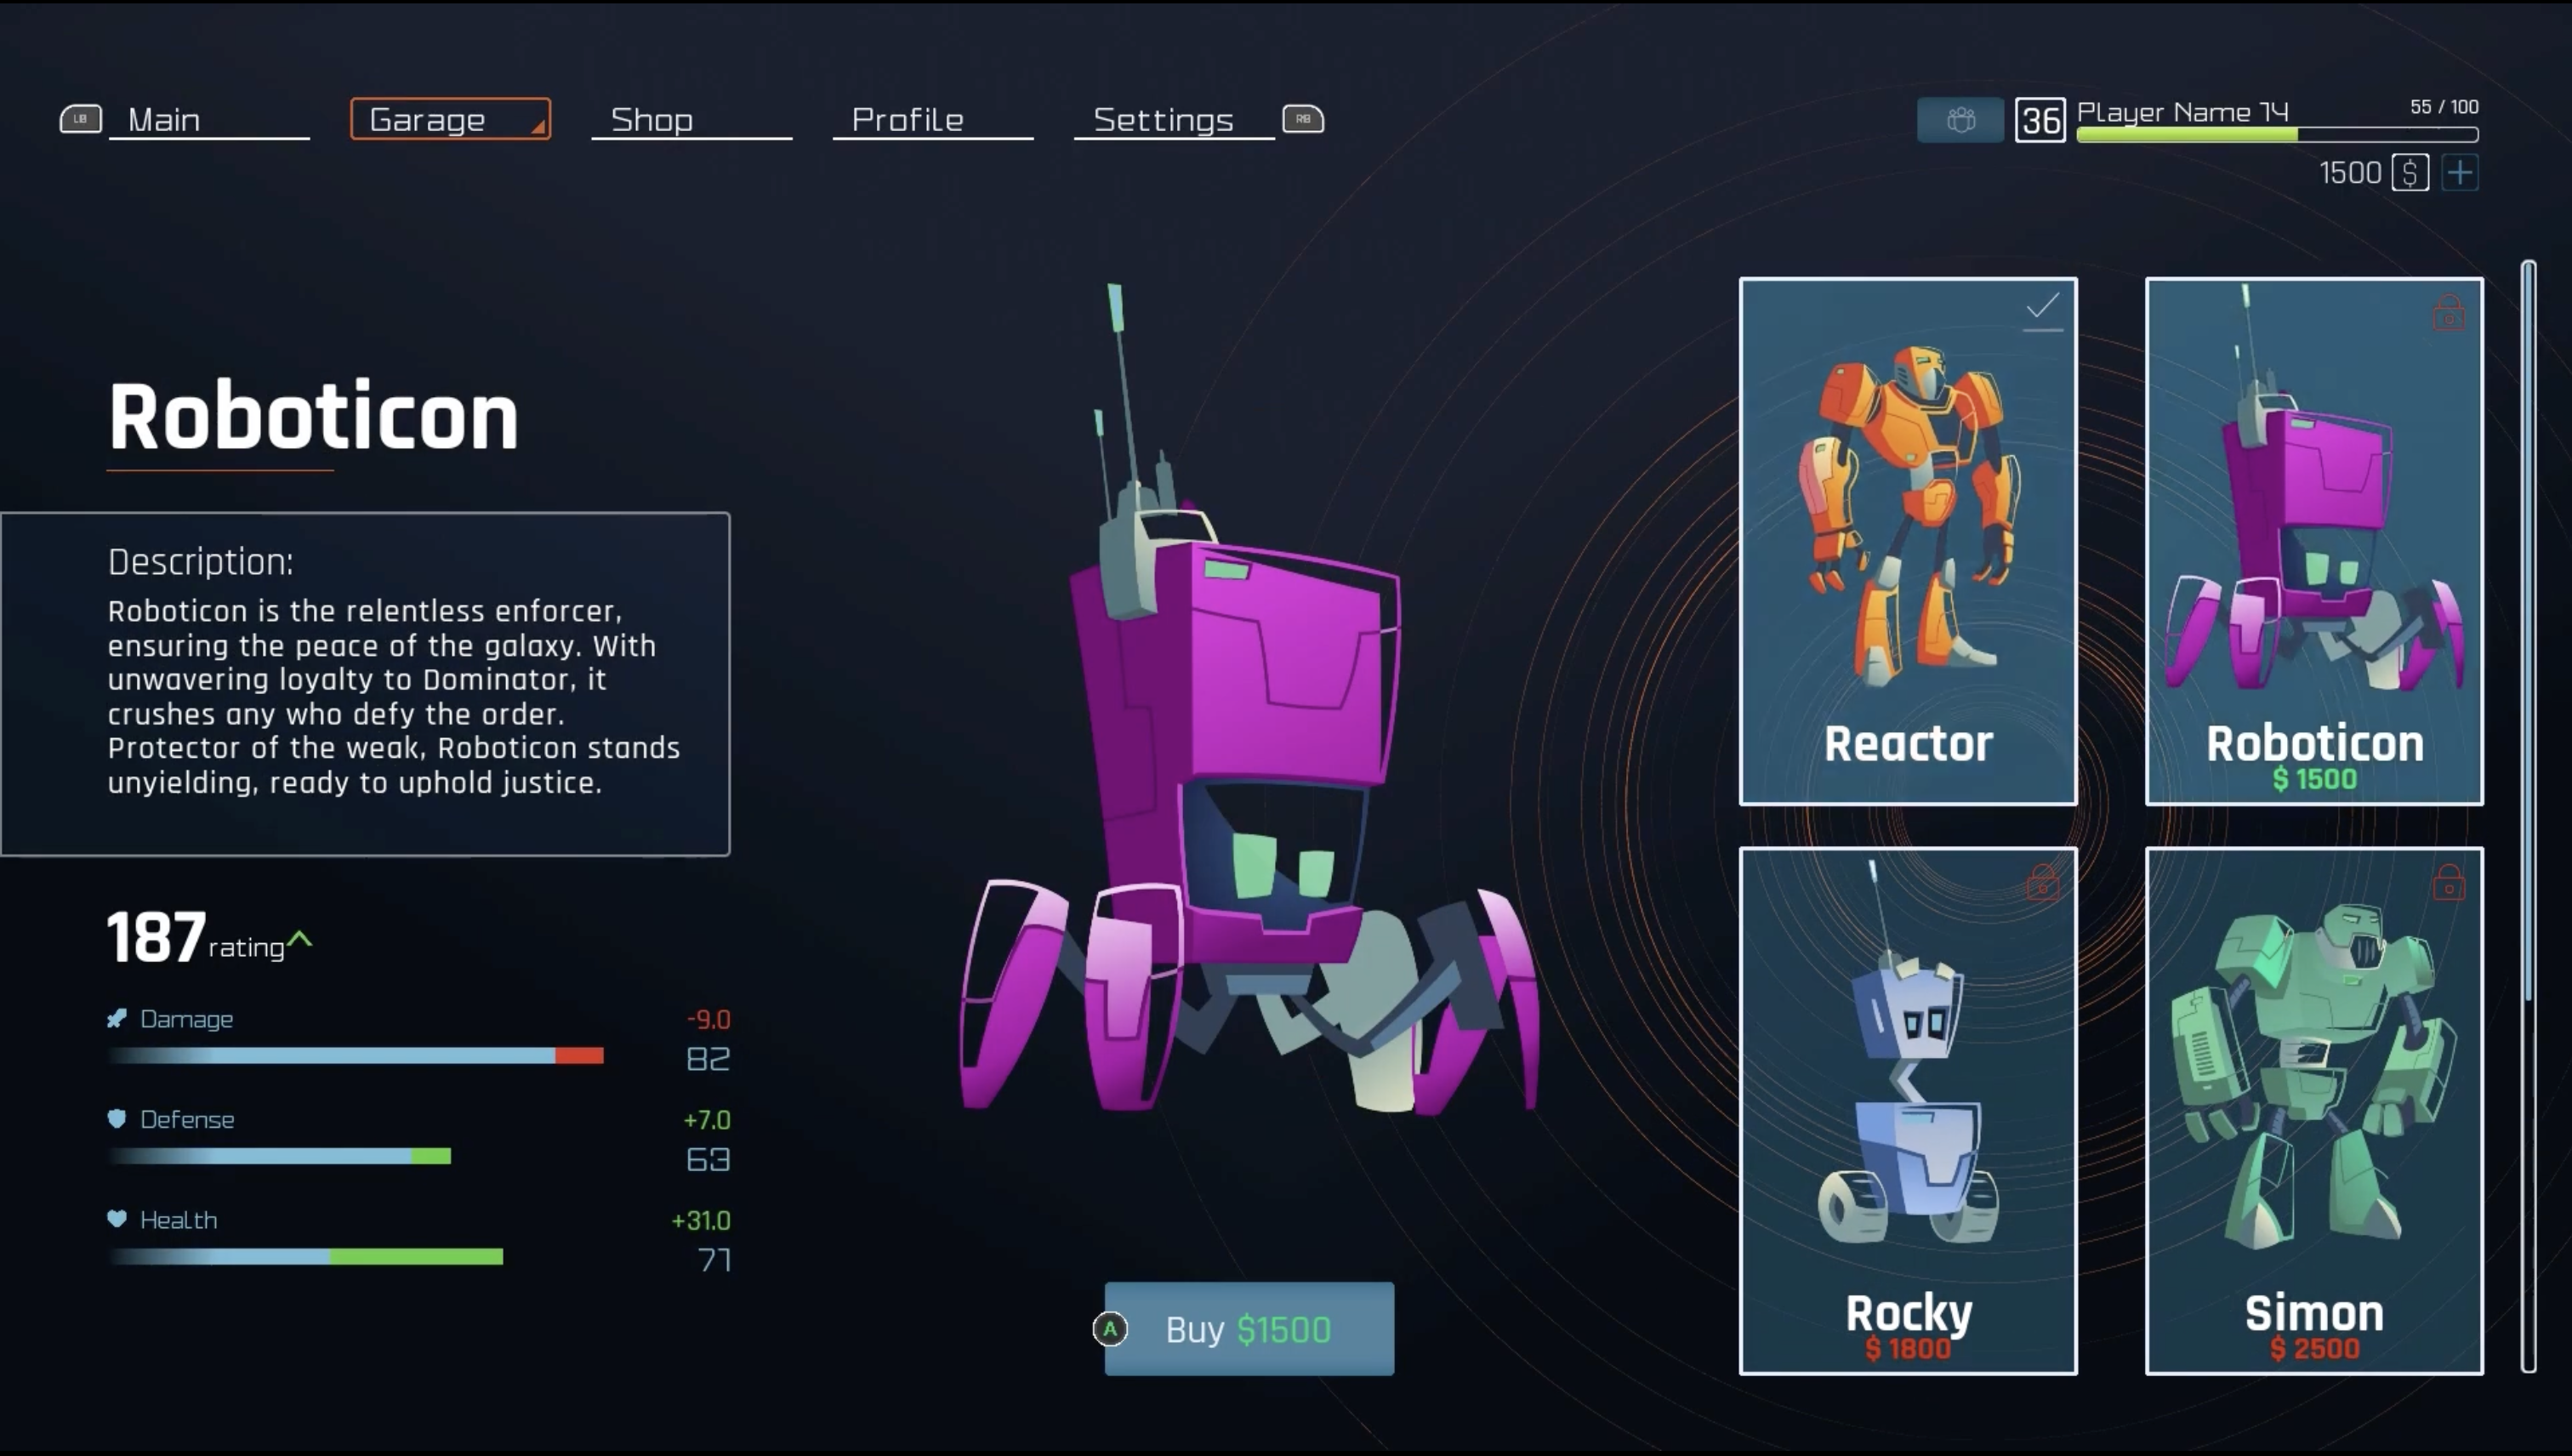 LB
Main
Garage
Shop
Profile
Settings
RB
36
Player Name 14
55 / 100
1500 $ +
Roboticon
Description:
Roboticon is the relentless enforcer,
ensuring the peace of the galaxy. With
unwavering loyalty to Dominator, it
crushes any who defy the order.
Protector of the weak, Roboticon stands
unyielding, ready to uphold justice.
187 rating
Damage
-9.0
82
Defense
+7.0
63
Health
+31.0
71
A
Buy $1500
Reactor
Roboticon
$ 1500
Rocky
$ 1800
Simon
$ 2500